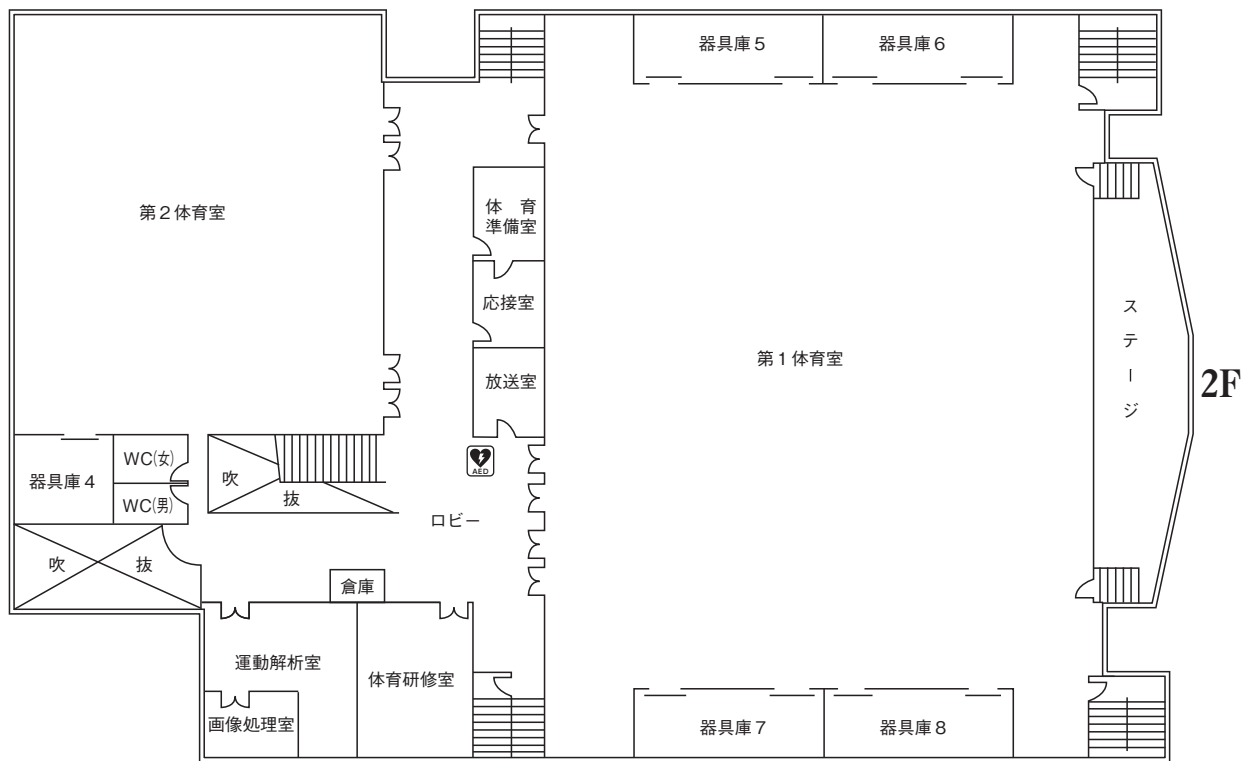 器具庫5
器具庫6
第2体育室
体 育
準備室
応接室
ス
テ
ー
ジ
第1体育室
2F
放送室
WC(女)
器具庫4
WC(男)
吹
抜
AED
ロビー
吹 抜
倉庫
運動解析室
体育研修室
画像処理室
器具庫7
器具庫8